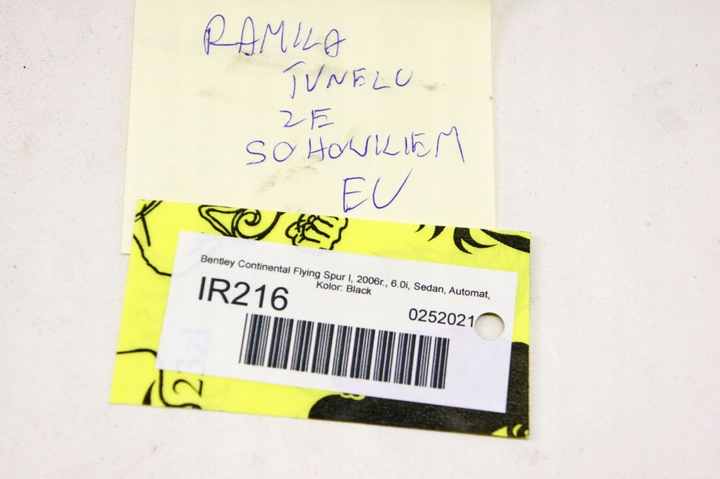 RAMKA
TUNELU
ZE
SCHOWKIEM
EU
Bentley Continental Flying Spur I, 2006r., 6.0i, Sedan, Automat,
Kolor: Black
IR216
0252021